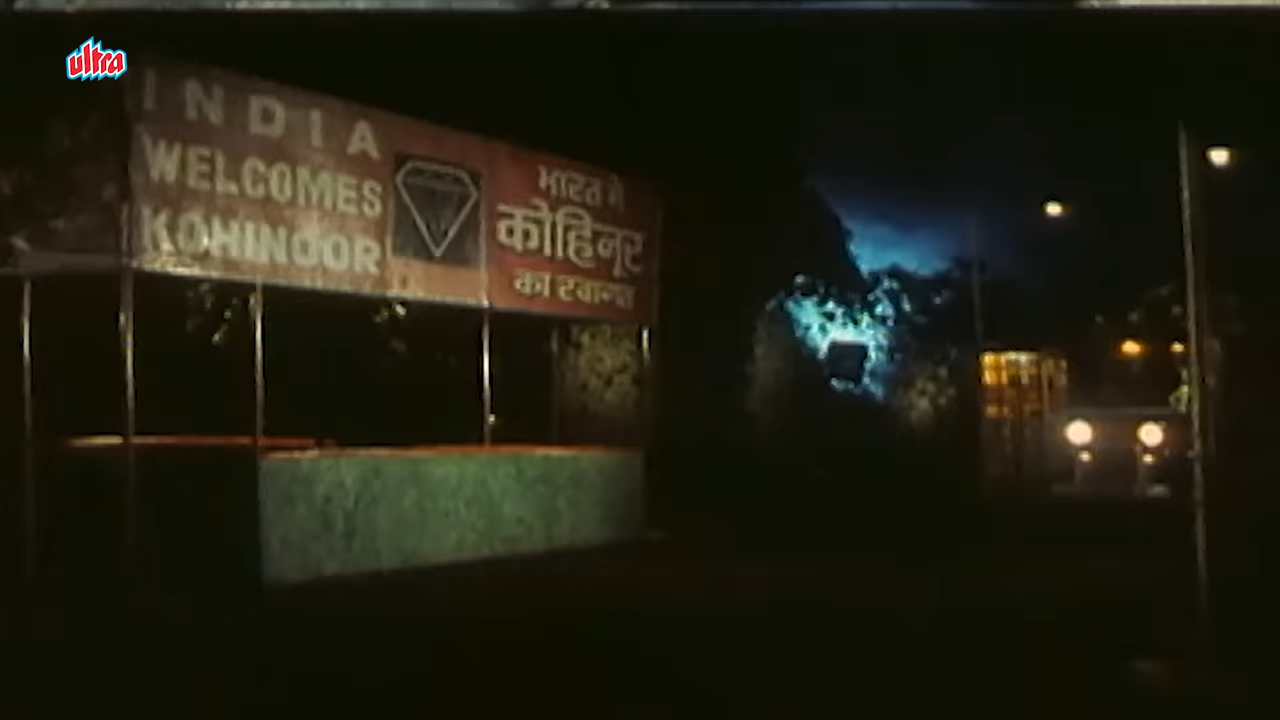 ultra
INDIA
WELCOMES
KOHINOOR
भारत में
कोहिनूर
का स्वागत